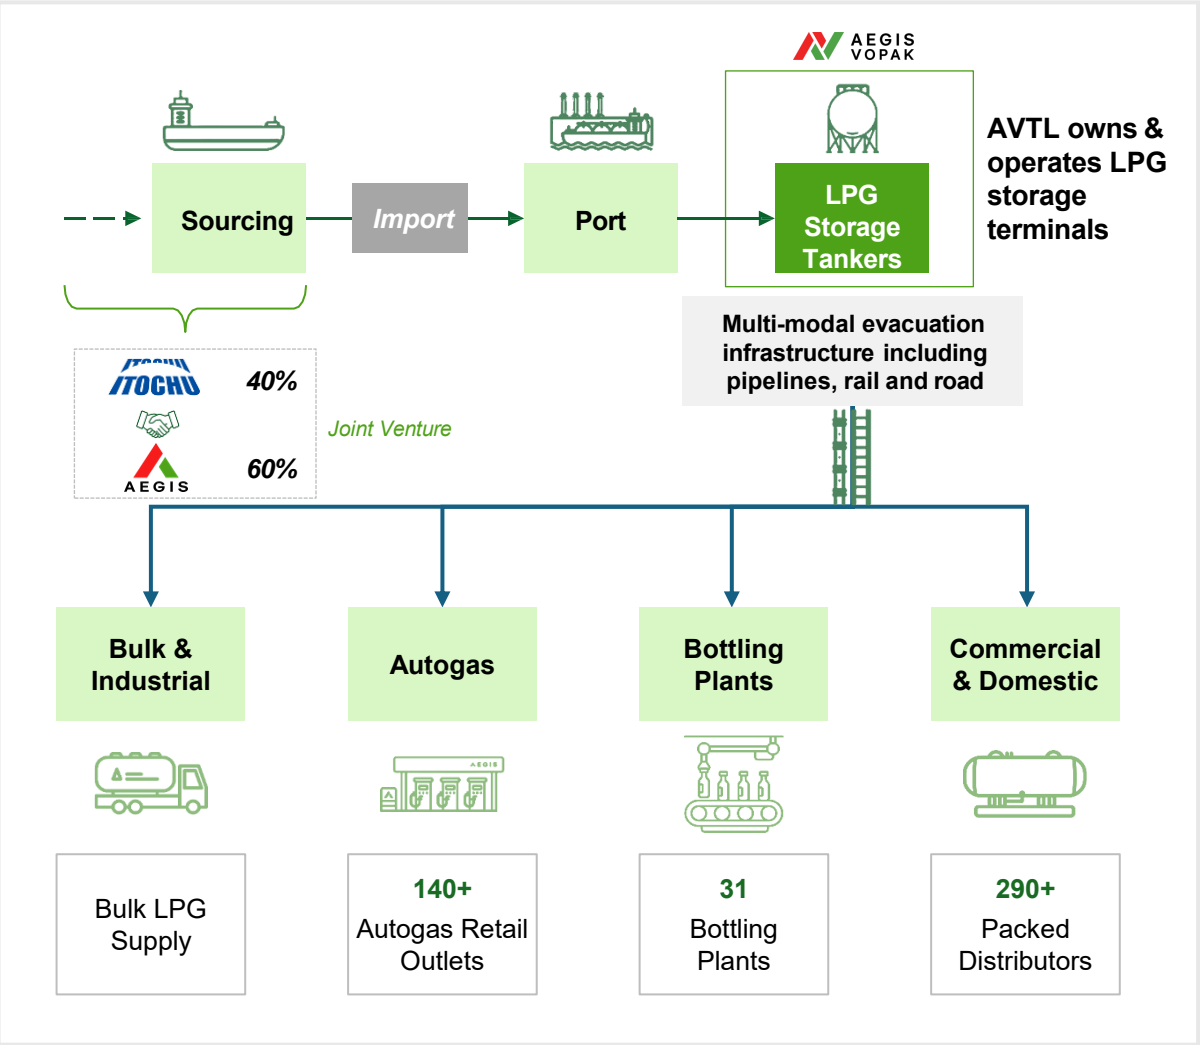 AEGIS
VOPAK
AVTL owns &
operates LPG
storage
terminals
Sourcing
Import
Port
LPG
Storage
Tankers
Multi-modal evacuation
infrastructure including
pipelines, rail and road
ITOCHU
ITOCHU
40%
Joint Venture
AEGIS
60%
Bulk &
Industrial
Autogas
Bottling
Plants
Commercial
& Domestic
AEGIS
Bulk LPG
Supply
140+
Autogas Retail
Outlets
31
Bottling
Plants
290+
Packed
Distributors